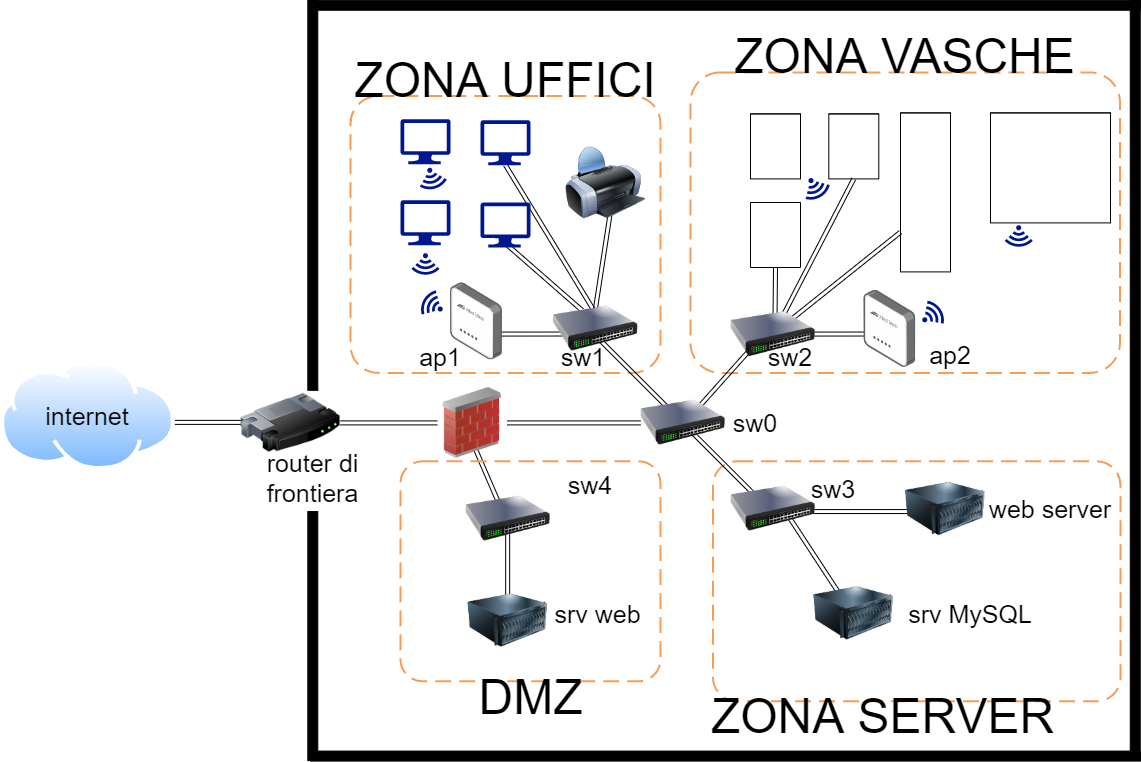 ZONA UFFICI
ZONA VASCHE
ap1
sw1
sw2
ap2
internet
sw0
router di
frontiera
sw4
sw3
web server
srv web
srv MySQL
DMZ
ZONA SERVER